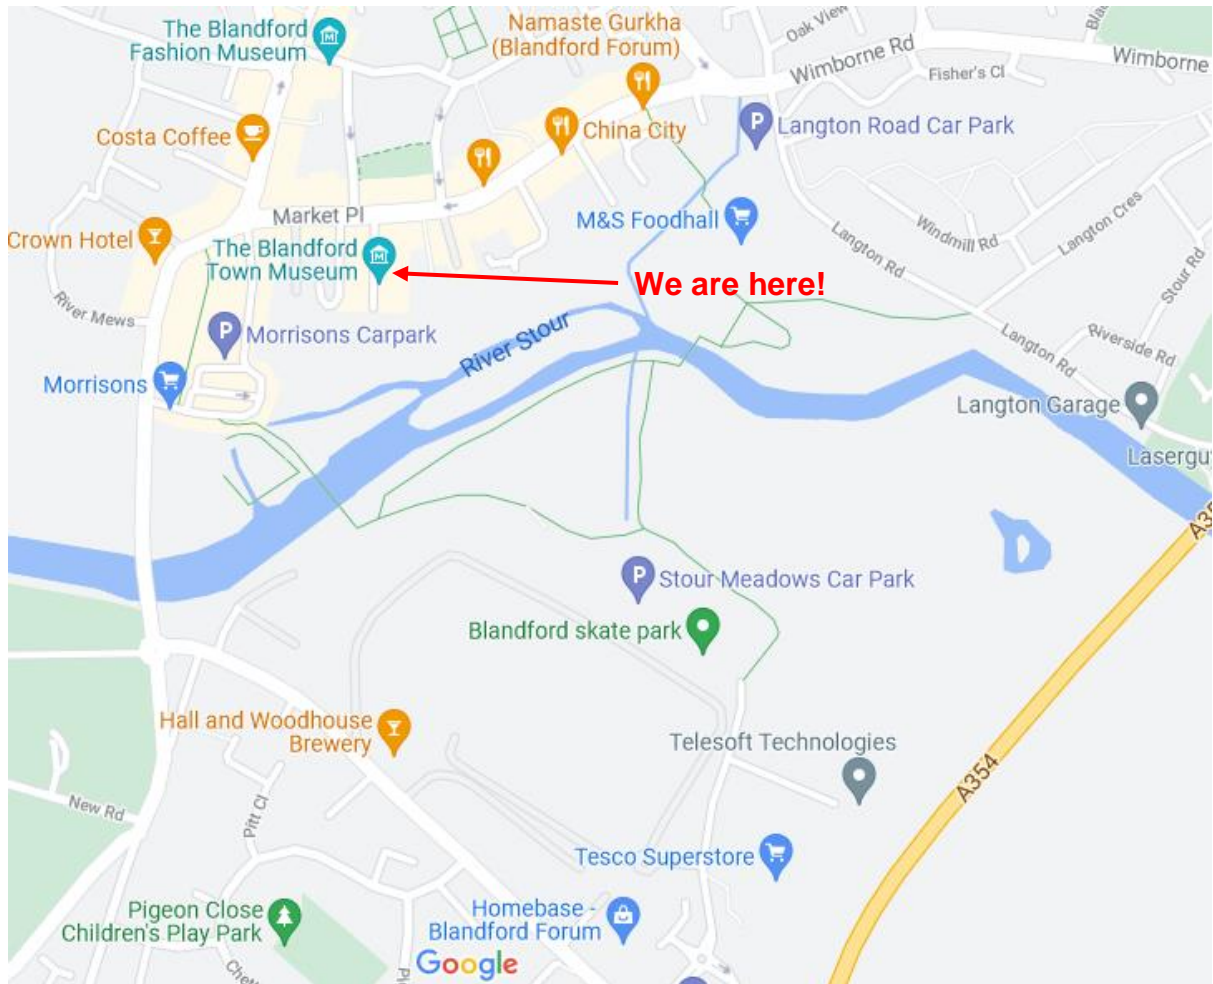 The Blandford
Fashion Museum
Namaste Gurkha
(Blandford Forum)
Oak View
Wimborne Rd
Wimborne
Fisher's Cl
Costa Coffee
China City
P
Langton Road Car Park
Market Pl
M&S Foodhall
Windmill Rd
Langton Cres
Crown Hotel
The Blandford
Town Museum
We are here!
Langton Rd
Stour Rd
River Mews
P
Morrisons Carpark
River Stour
Langton Rd
Riverside Rd
Morrisons
Langton Garage
Lasergu
A35
P
Stour Meadows Car Park
Blandford skate park
Hall and Woodhouse
Brewery
Telesoft Technologies
A354
New Rd
Pitt Cl
Tesco Superstore
Pigeon Close
Children's Play Park
Homebase -
Blandford Forum
Google